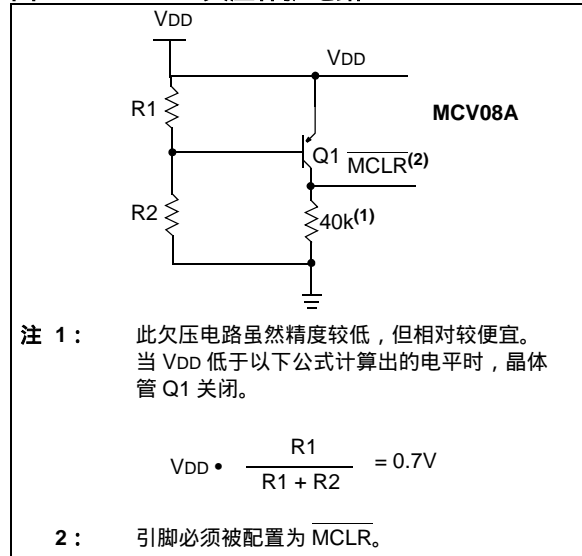 VDD
VDD
R1
MCV08A
Q1
MCLR(2)
R2
40k(1)
注 1： 此欠压电路虽然精度较低，但相对较便宜。
当 VDD 低于以下公式计算出的电平时，晶体
管 Q1 关闭。
VDD • R1 / R1 + R2 = 0.7V
2： 引脚必须被配置为 MCLR。